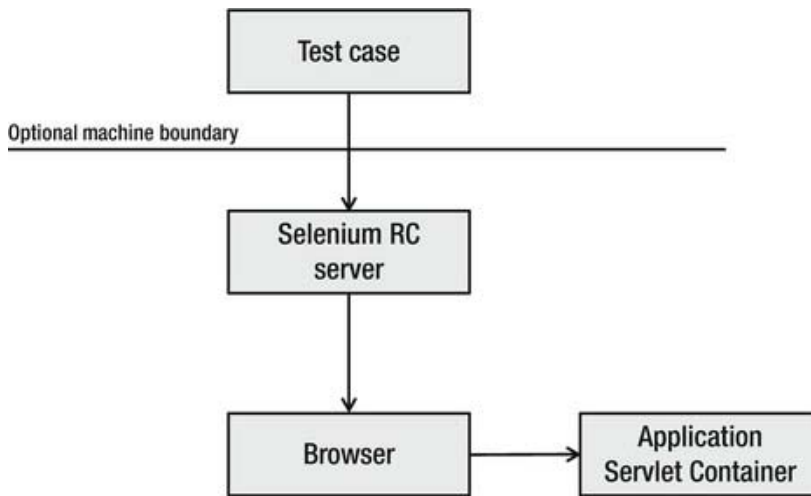 Test case
Optional machine boundary
Selenium RC
server
Browser
Application
Servlet Container